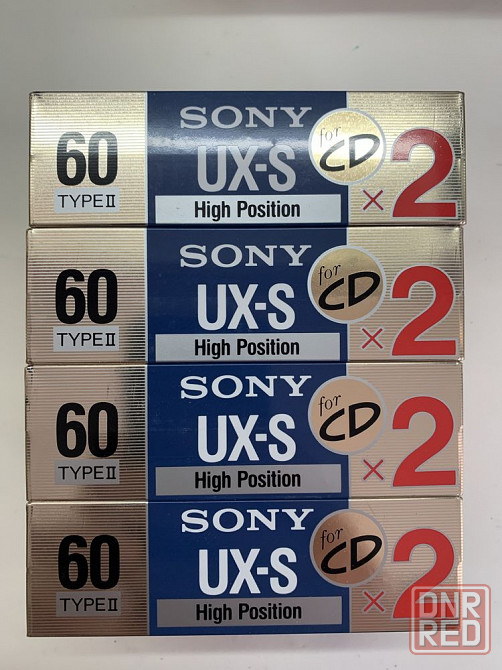 SONY
for CD
60
UX-S
× 2
TYPE II
High Position
SONY
for CD
60
UX-S
× 2
TYPE II
High Position
SONY
for CD
60
UX-S
× 2
TYPE II
High Position
SONY
for CD
60
UX-S
× 2
TYPE II
High Position
DNR
RED